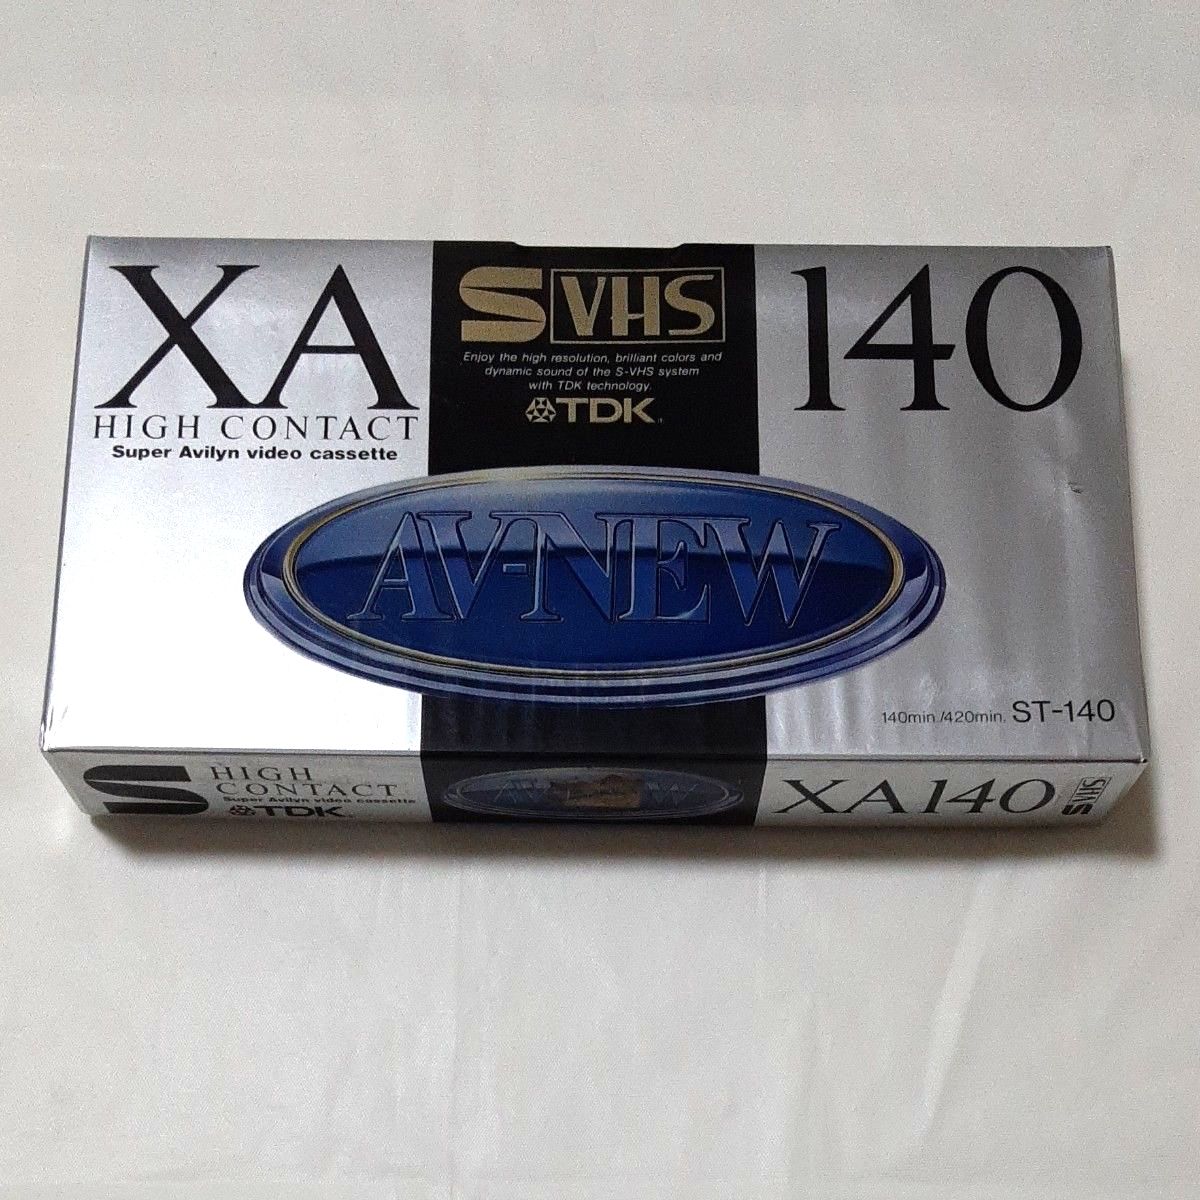 XA
HIGH CONTACT
Super Avilyn video cassette
S VHS
Enjoy the high resolution, brilliant colors and
dynamic sound of the S-VHS system
with TDK technology.
TDK
140
AV-NEW
140min./420min. ST-140
S
HIGH
CONTACT
Super Avilyn video cassette
TDK
AV-NEW
XA140
S VHS